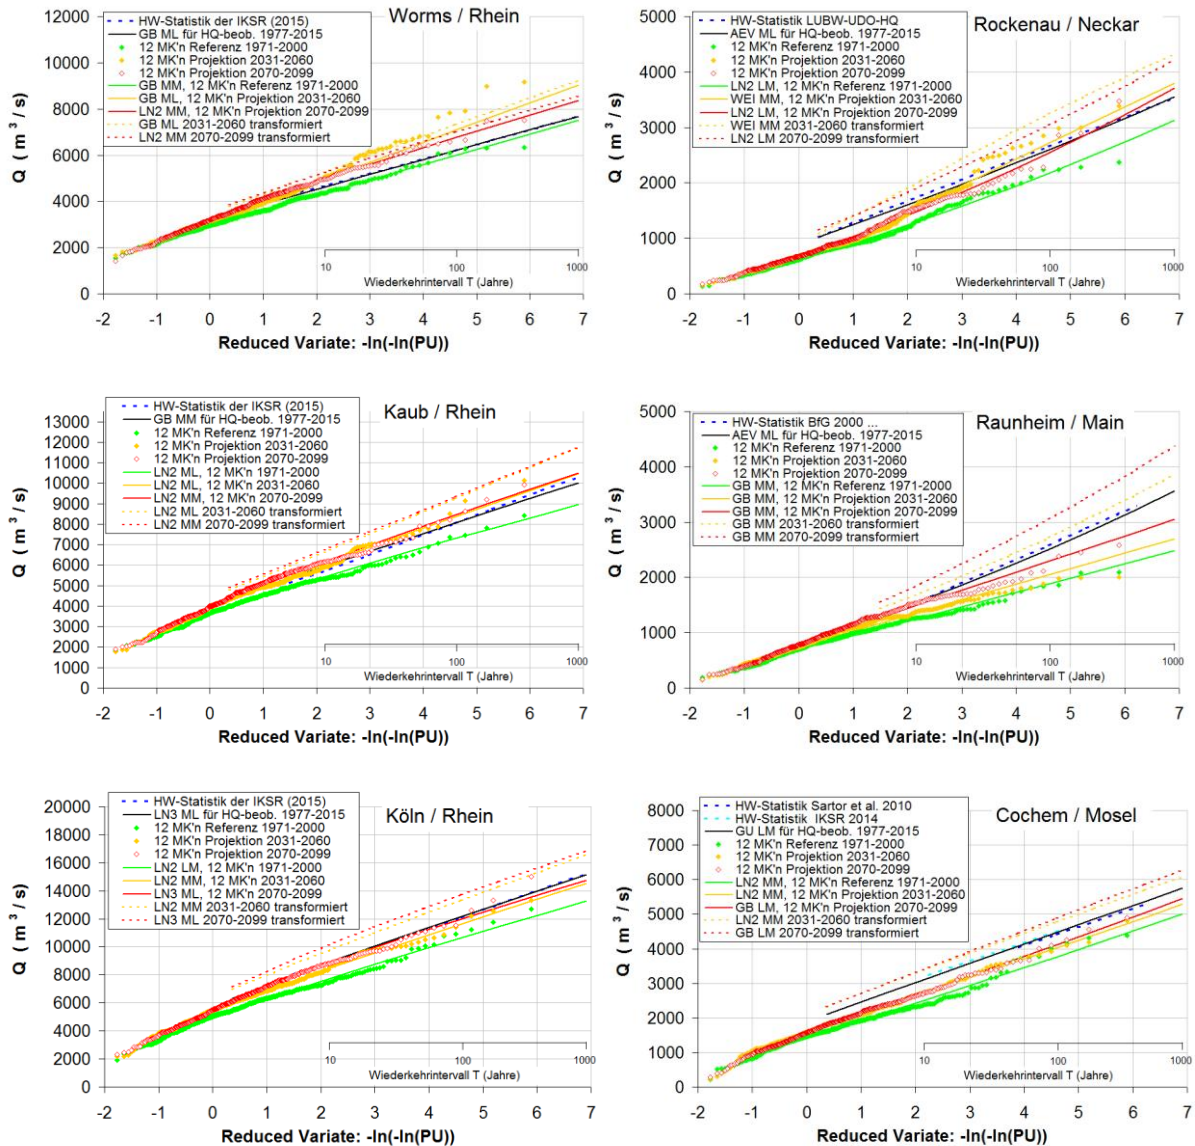 Worms / Rhein
HW-Statistik der IKSR (2015)
GB ML für HQ-beob. 1977-2015
12 MK'n Referenz 1971-2000
12 MK'n Projektion 2031-2060
12 MK'n Projektion 2070-2099
GB MM, 12 MK'n Referenz 1971-2000
GB ML, 12 MK'n Projektion 2031-2060
LN2 MM, 12 MK'n Projektion 2070-2099
GB ML 2031-2060 transformiert
LN2 MM 2070-2099 transformiert
Q ( m³ / s)
12000
10000
8000
6000
4000
2000
0
10 100 1000
Wiederkehrintervall T (Jahre)
-2 -1 0 1 2 3 4 5 6 7
Reduced Variate: -ln(-ln(PU))
Rockenau / Neckar
HW-Statistik LUBW-UDO-HQ
AEV ML für HQ-beob. 1977-2015
12 MK'n Referenz 1971-2000
12 MK'n Projektion 2031-2060
12 MK'n Projektion 2070-2099
LN2 LM, 12 MK'n Referenz 1971-2000
WEI MM, 12 MK'n Projektion 2031-2060
LN2 LM, 12 MK'n Projektion 2070-2099
WEI MM 2031-2060 transformiert
LN2 LM 2070-2099 transformiert
Q ( m³ / s)
5000
4000
3000
2000
1000
0
10 100 1000
Wiederkehrintervall T (Jahre)
-2 -1 0 1 2 3 4 5 6 7
Reduced Variate: -ln(-ln(PU))
Kaub / Rhein
HW-Statistik der IKSR (2015)
GB MM für HQ-beob. 1977-2015
12 MK'n Referenz 1971-2000
12 MK'n Projektion 2031-2060
12 MK'n Projektion 2070-2099
LN2 ML, 12 MK'n 1971-2000
LN2 ML, 12 MK'n 2031-2060
LN2 MM, 12 MK'n 2070-2099
LN2 ML 2031-2060 transformiert
LN2 MM 2070-2099 transformiert
Q ( m³ / s)
13000
12000
11000
10000
9000
8000
7000
6000
5000
4000
3000
2000
1000
0
10 100 1000
Wiederkehrintervall T (Jahre)
-2 -1 0 1 2 3 4 5 6 7
Reduced Variate: -ln(-ln(PU))
Raunheim / Main
HW-Statistik BfG 2000 ...
AEV ML für HQ-beob. 1977-2015
12 MK'n Referenz 1971-2000
12 MK'n Projektion 2031-2060
12 MK'n Projektion 2070-2099
GB MM, 12 MK'n Referenz 1971-2000
GB MM, 12 MK'n Projektion 2031-2060
GB MM, 12 MK'n Projektion 2070-2099
GB MM 2031-2060 transformiert
GB MM 2070-2099 transformiert
Q ( m³ / s)
5000
4000
3000
2000
1000
0
10 100 1000
Wiederkehrintervall T (Jahre)
-2 -1 0 1 2 3 4 5 6 7
Reduced Variate: -ln(-ln(PU))
Köln / Rhein
HW-Statistik der IKSR (2015)
LN3 ML für HQ-beob. 1977-2015
12 MK'n Referenz 1971-2000
12 MK'n Projektion 2031-2060
12 MK'n Projektion 2070-2099
LN2 LM, 12 MK'n 1971-2000
LN2 MM, 12 MK'n 2031-2060
LN3 ML, 12 MK'n 2070-2099
LN2 MM 2031-2060 transformiert
LN3 ML 2070-2099 transformiert
Q ( m³ / s)
20000
18000
16000
14000
12000
10000
8000
6000
4000
2000
0
10 100 1000
Wiederkehrintervall T (Jahre)
-2 -1 0 1 2 3 4 5 6 7
Reduced Variate: -ln(-ln(PU))
Cochem / Mosel
HW-Statistik Sartor et al. 2010
HW-Statistik IKSR 2014
GU LM für HQ-beob. 1977-2015
12 MK'n Referenz 1971-2000
12 MK'n Projektion 2031-2060
12 MK'n Projektion 2070-2099
LN2 MM, 12 MK'n Referenz 1971-2000
LN2 MM, 12 MK'n Projektion 2031-2060
GB LM, 12 MK'n Projektion 2070-2099
LN2 MM 2031-2060 transformiert
GB LM 2070-2099 transformiert
Q ( m³ / s)
8000
7000
6000
5000
4000
3000
2000
1000
0
10 100 1000
Wiederkehrintervall T (Jahre)
-2 -1 0 1 2 3 4 5 6 7
Reduced Variate: -ln(-ln(PU))